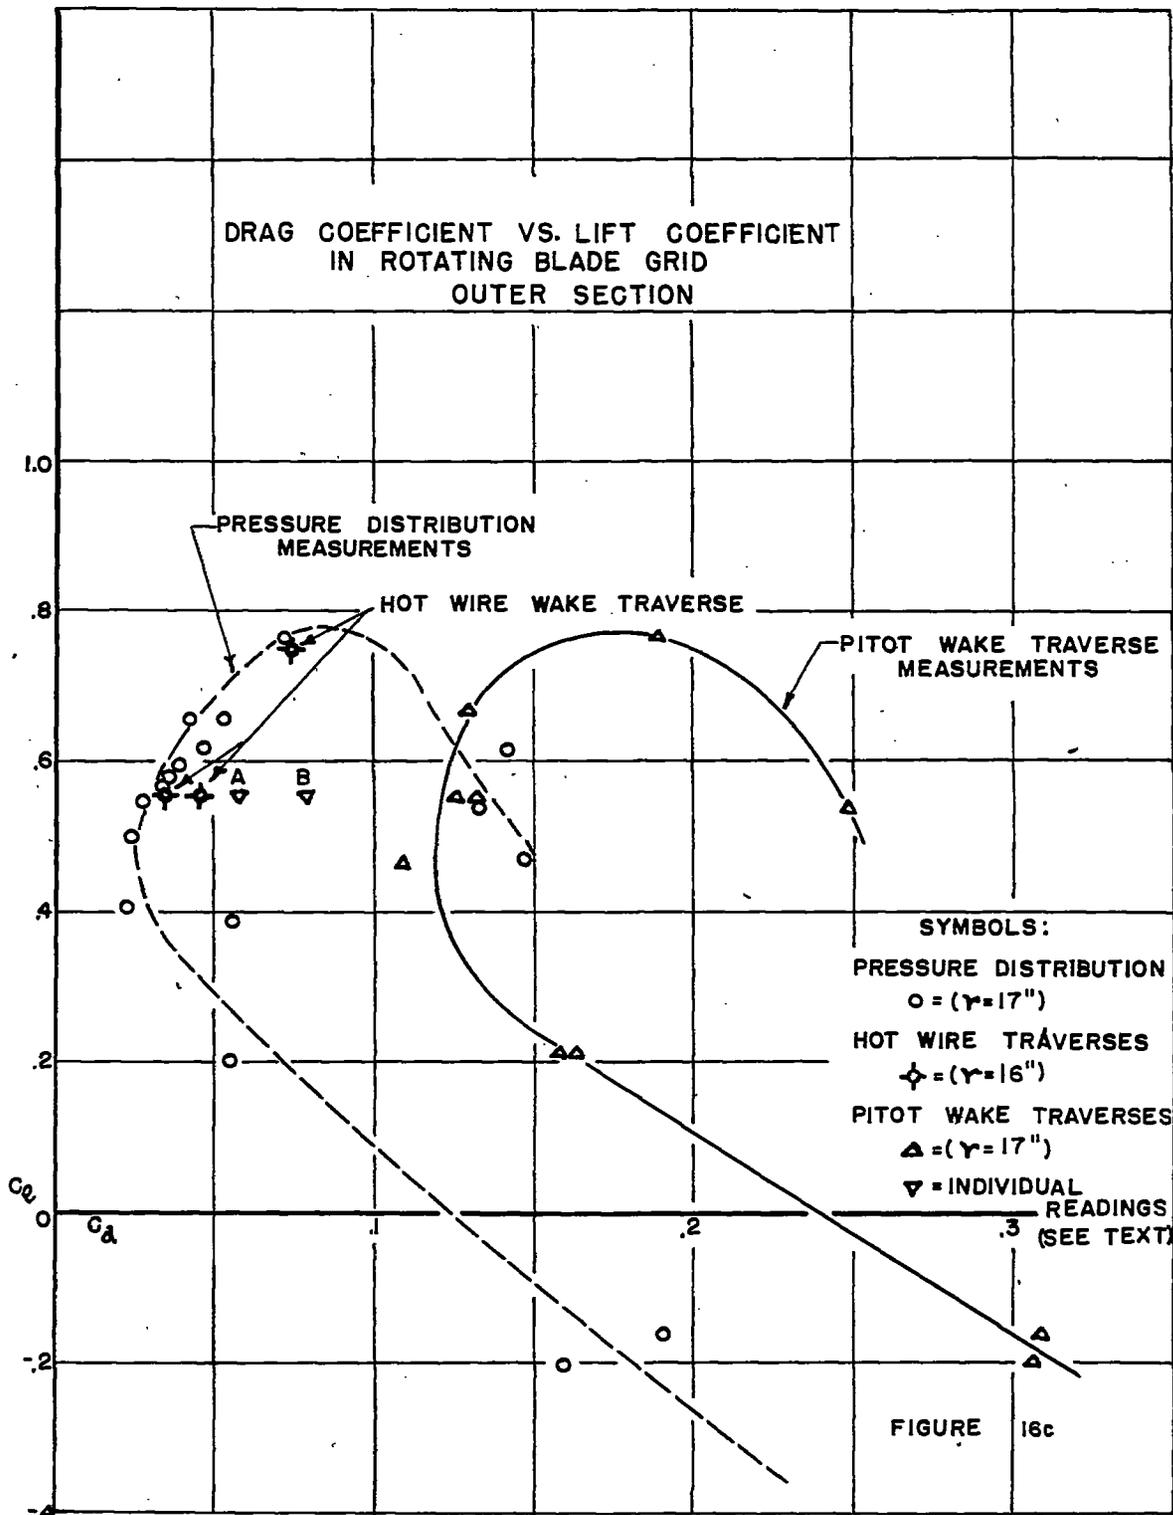 DRAG COEFFICIENT VS. LIFT COEFFICIENT
IN ROTATING BLADE GRID
OUTER SECTION
1.0
PRESSURE DISTRIBUTION
MEASUREMENTS
.8
HOT WIRE WAKE TRAVERSE
PITOT WAKE TRAVERSE
MEASUREMENTS
.6
A
B
.4
SYMBOLS:
PRESSURE DISTRIBUTION
O = (r=17")
.2
HOT WIRE TRAVERSES
= (r=16")
PITOT WAKE TRAVERSES
△ = (r=17")
▽ = INDIVIDUAL
READINGS
(SEE TEXT)
Cℓ
0
Cd
.1
.2
.3
-.2
FIGURE 16c
-.4